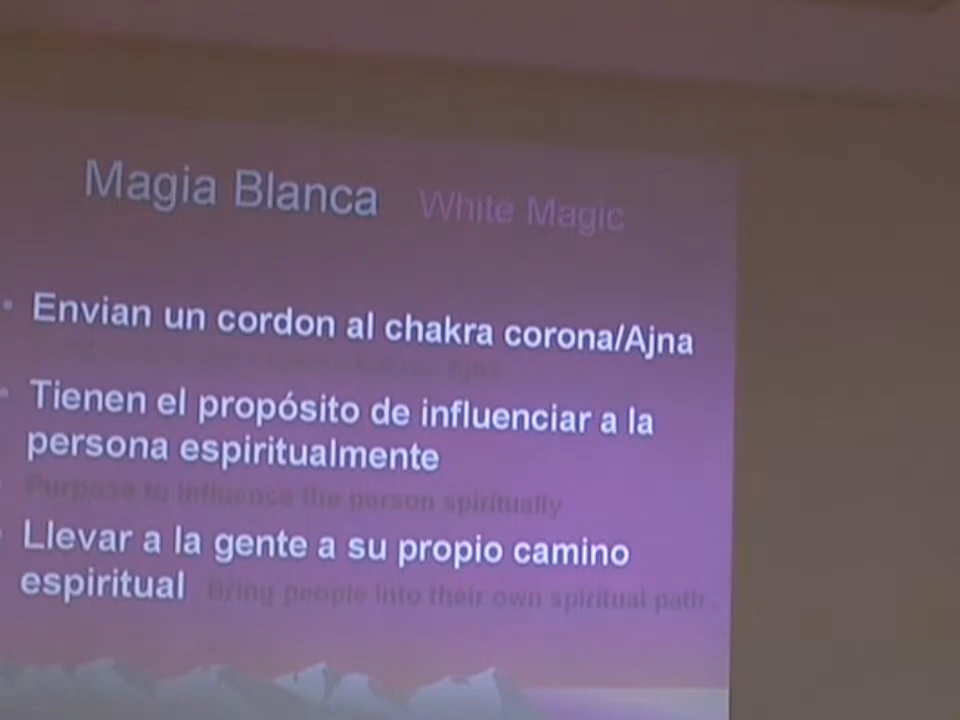 Magia Blanca White Magic
• Envian un cordon al chakra corona/Ajna
• Tienen el propósito de influenciar a la
persona espiritualmente
Purpose to influence the person spiritually
Llevar a la gente a su propio camino
espiritual Bring people into their own spiritual path